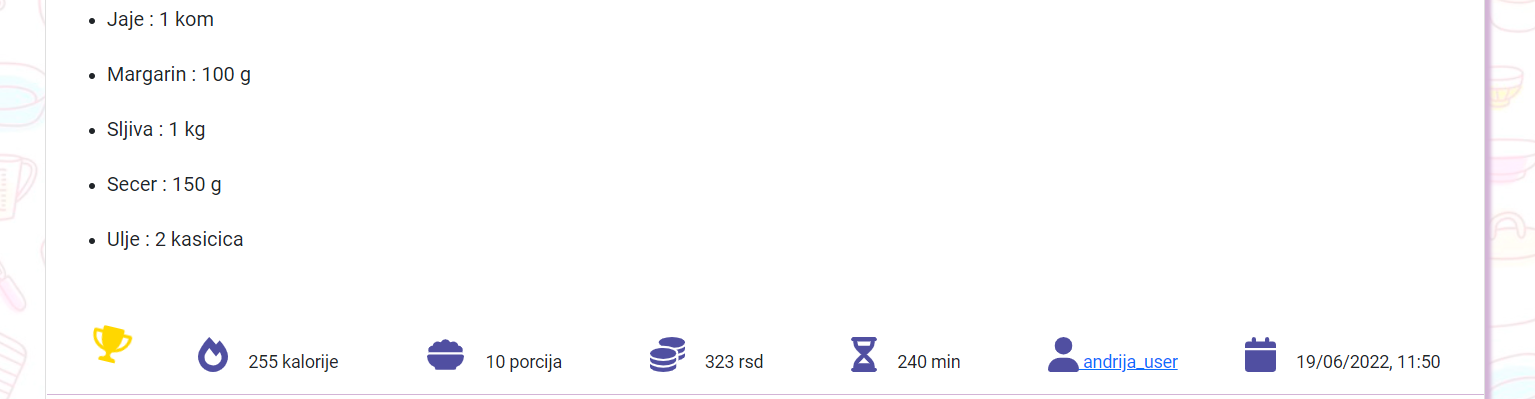 Jaje : 1 kom
Margarin : 100 g
Sljiva : 1 kg
Secer : 150 g
Ulje : 2 kasicica
255 kalorije 10 porcija 323 rsd 240 min andrija_user 19/06/2022, 11:50